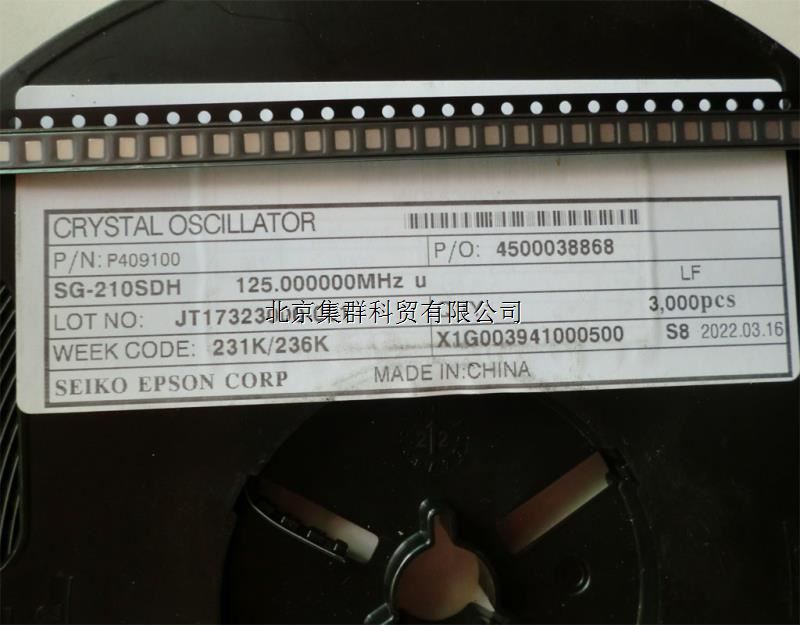 CRYSTAL OSCILLATOR
P/N: P409100 P/O: 4500038868
SG-210SDH 125.000000MHz u LF
LOT NO: 3,000pcs
北京集群科贸有限公司
WEEK CODE: 231K/236K X1G003941000500 S8 2022.03.16
SEIKO EPSON CORP MADE IN:CHINA